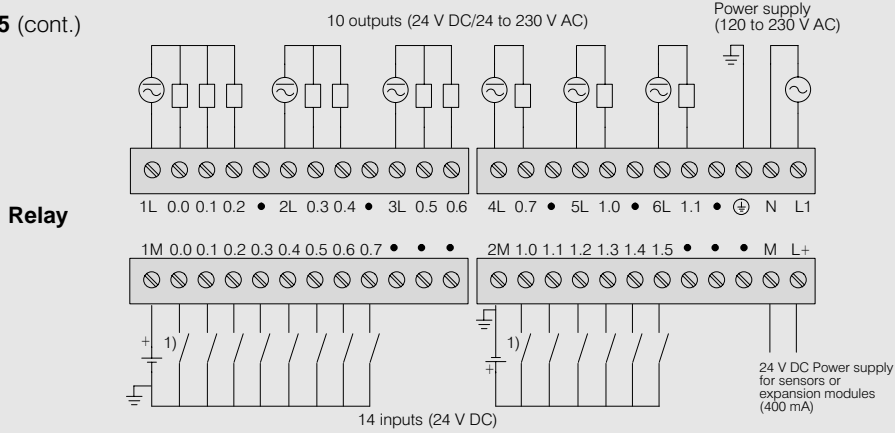 5 (cont.)
10 outputs (24 V DC/24 to 230 V AC)
Power supply
(120 to 230 V AC)
1L 0.0 0.1 0.2 • 2L 0.3 0.4 • 3L 0.5 0.6
4L 0.7 • 5L 1.0 • 6L 1.1 • N L1
Relay
1M 0.0 0.1 0.2 0.3 0.4 0.5 0.6 0.7 • • •
2M 1.0 1.1 1.2 1.3 1.4 1.5 • • • M L+
+ 1)
1)
+
24 V DC Power supply
for sensors or
expansion modules
(400 mA)
14 inputs (24 V DC)